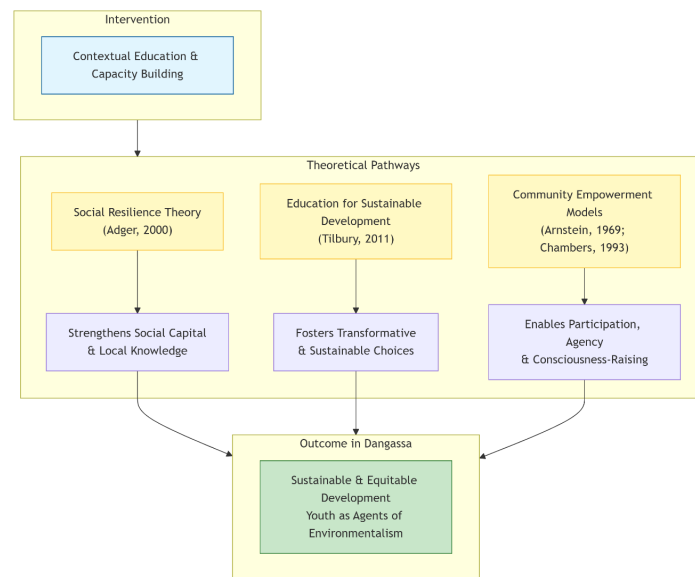 Intervention
Contextual Education &
Capacity Building
Theoretical Pathways
Social Resilience Theory
(Adger, 2000)
Education for Sustainable
Development
(Tilbury, 2011)
Community Empowerment
Models
(Arnstein, 1969;
Chambers, 1993)
Strengthens Social Capital
& Local Knowledge
Fosters Transformative
& Sustainable Choices
Enables Participation,
Agency
& Consciousness-Raising
Outcome in Dangassa
Sustainable & Equitable
Development
Youth as Agents of
Environmentalism